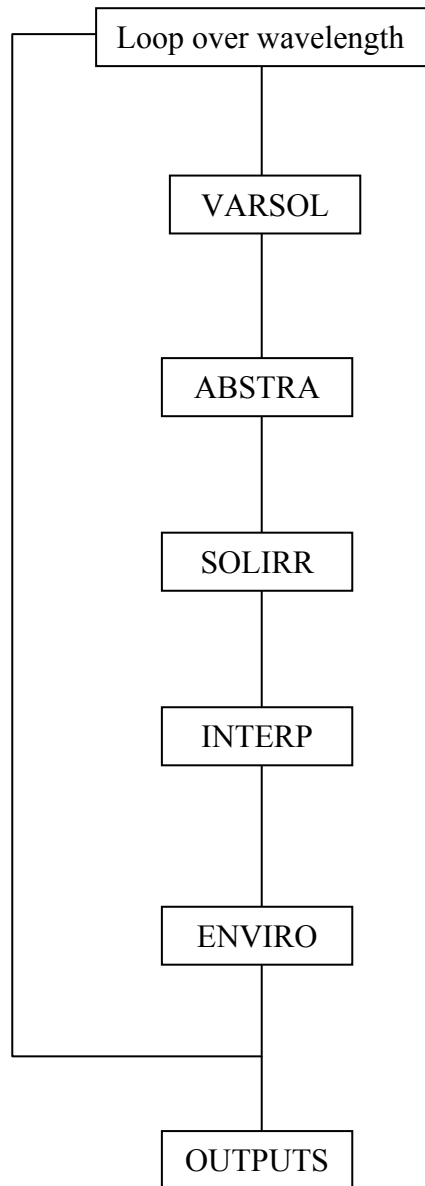 Loop over wavelength
VARSOL
ABSTRA
SOLIRR
INTERP
ENVIRO
OUTPUTS